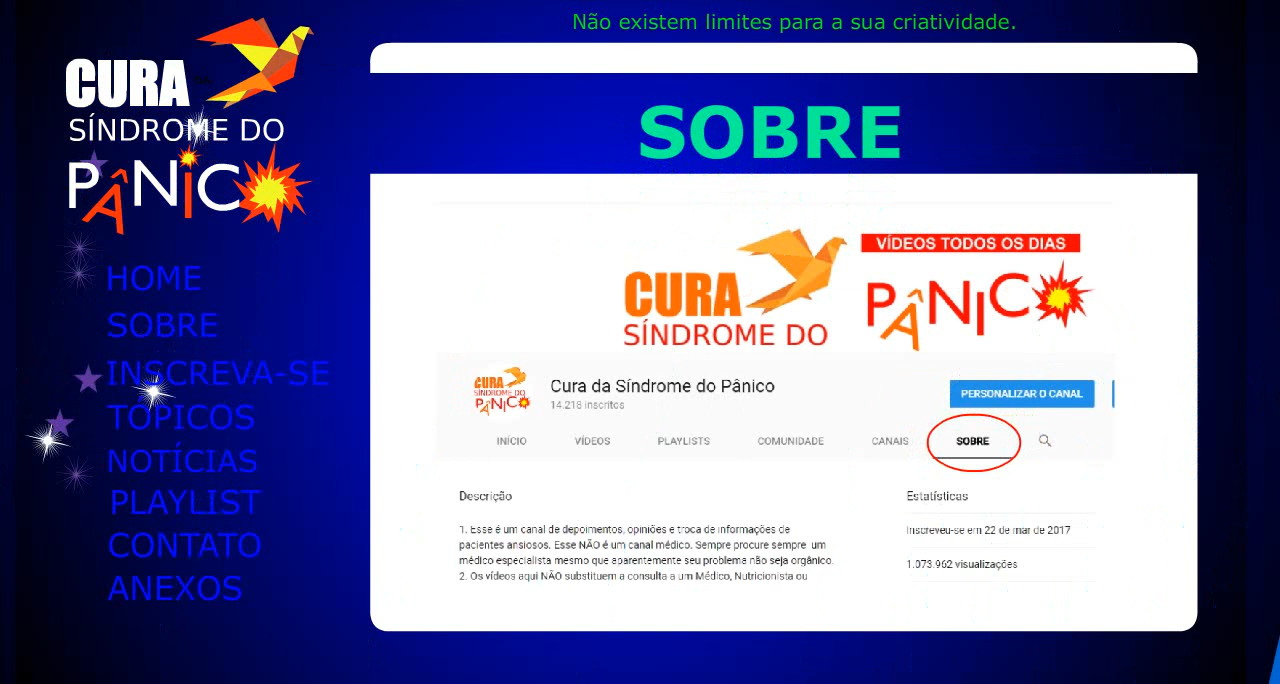 Não existem limites para a sua criatividade.
CURA
SÍNDROME DO
PÂNICO
HOME
SOBRE
INSCREVA-SE
TÓPICOS
NOTÍCIAS
PLAYLIST
CONTATO
ANEXOS
SOBRE
CURA
SÍNDROME DO
VÍDEOS TODOS OS DIAS
PÂNICO
CURA
SÍNDROME DO
PÂNICO
Cura da Síndrome do Pânico
14.218 inscritos
PERSONALIZAR O CANAL
INÍCIO VÍDEOS PLAYLISTS COMUNIDADE CANAIS SOBRE
Descrição
1. Esse é um canal de depoimentos, opiniões e troca de informações de
pacientes ansiosos. Esse NÃO é um canal médico. Sempre procure sempre um
médico especialista mesmo que aparentemente seu problema não seja orgânico.
2. Os vídeos aqui NÃO substituem a consulta a um Médico, Nutricionista ou
Estatísticas
Inscreveu-se em 22 de mar de 2017
1.073.962 visualizações